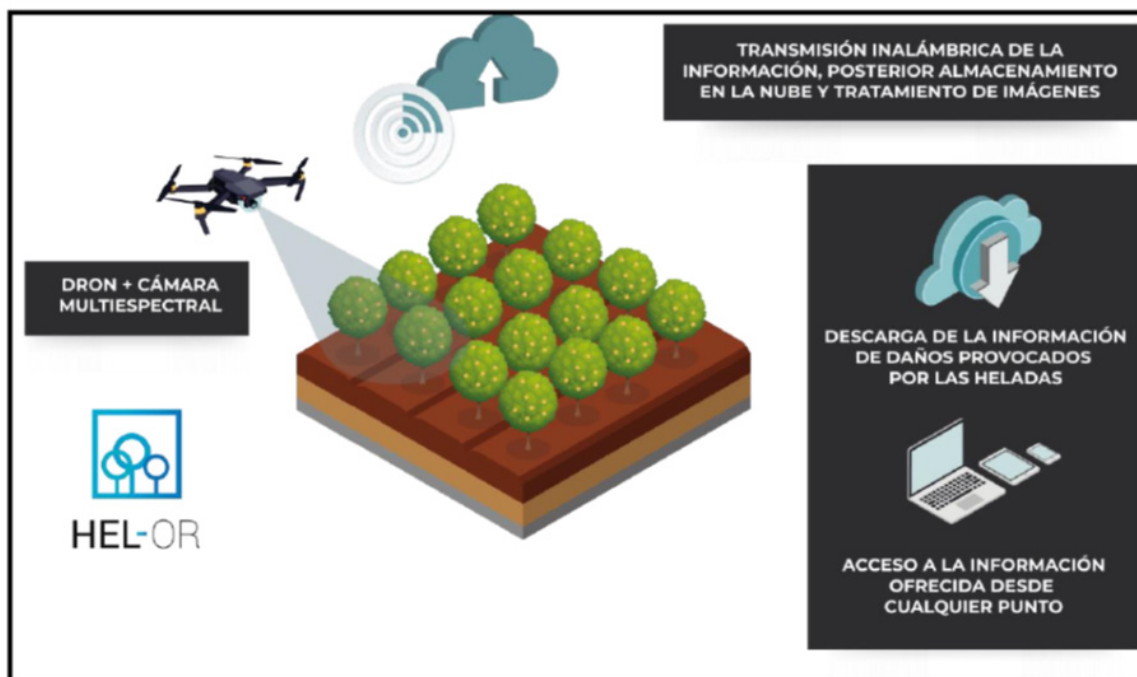 TRANSMISIÓN INALÁMBRICA DE LA
INFORMACIÓN, POSTERIOR ALMACENAMIENTO
EN LA NUBE Y TRATAMIENTO DE IMÁGENES
DRON + CÁMARA
MULTIESPECTRAL
HEL-OR
DESCARGA DE LA INFORMACIÓN
DE DAÑOS PROVOCADOS
POR LAS HELADAS
ACCESO A LA INFORMACIÓN
OFRECIDA DESDE
CUALQUIER PUNTO